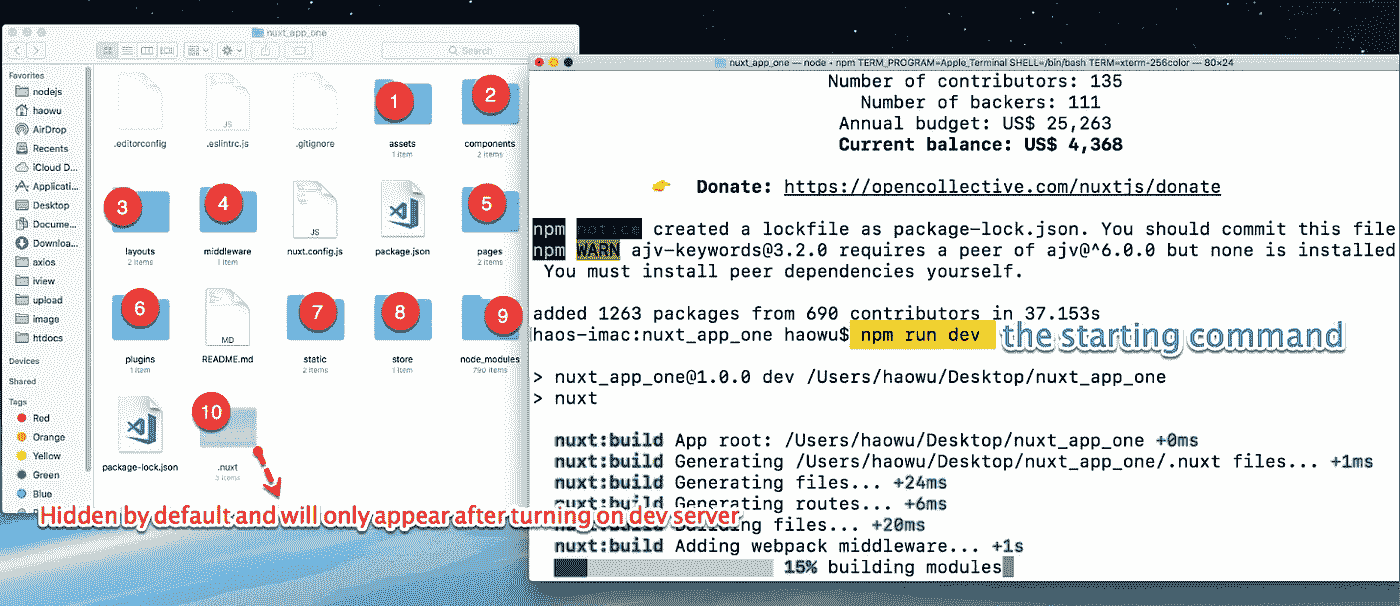 nuxt_app_one
Search
Favorites
nodejs
haowu
AirDrop
Recents
iCloud D...
Applicati...
Desktop
Docume...
Downloa...
axios
iview
upload
image
htdocs
Devices
Shared
Tags
Red
Orange
Yellow
Green
Blue
JS
1
2
.editorconfig
.eslintrc.js
.gitignore
assets
1 item
components
2 items
3
4
JS
5
layouts
2 items
middleware
1 item
nuxt.config.js
package.json
pages
2 items
6
MD
7
8
9
plugins
1 item
README.md
static
2 items
store
1 item
node_modules
790 items
10
package-lock.json
.nuxt
Hidden by default and will only appear after turning on dev server
nuxt_app_one — node • npm TERM_PROGRAM=Apple_Terminal SHELL=/bin/bash TERM=xterm-256color — 80×24
Number of contributors: 135
Number of backers: 111
Annual budget: US$ 25,263
Current balance: US$ 4,368
Donate: https://opencollective.com/nuxtjs/donate
npm notice created a lockfile as package-lock.json. You should commit this file
npm WARN ajv-keywords@3.2.0 requires a peer of ajv@^6.0.0 but none is installed
You must install peer dependencies yourself.
added 1263 packages from 690 contributors in 37.153s
haos-imac:nuxt_app_one haowu$ npm run dev the starting command
> nuxt_app_one@1.0.0 dev /Users/haowu/Desktop/nuxt_app_one
> nuxt
nuxt:build App root: /Users/haowu/Desktop/nuxt_app_one +0ms
nuxt:build Generating /Users/haowu/Desktop/nuxt_app_one/.nuxt files... +1ms
nuxt:build Generating files... +24ms
nuxt:build Generating routes... +6ms
files... +20ms
nuxt:build Adding webpack middleware... +1s
15% building modules